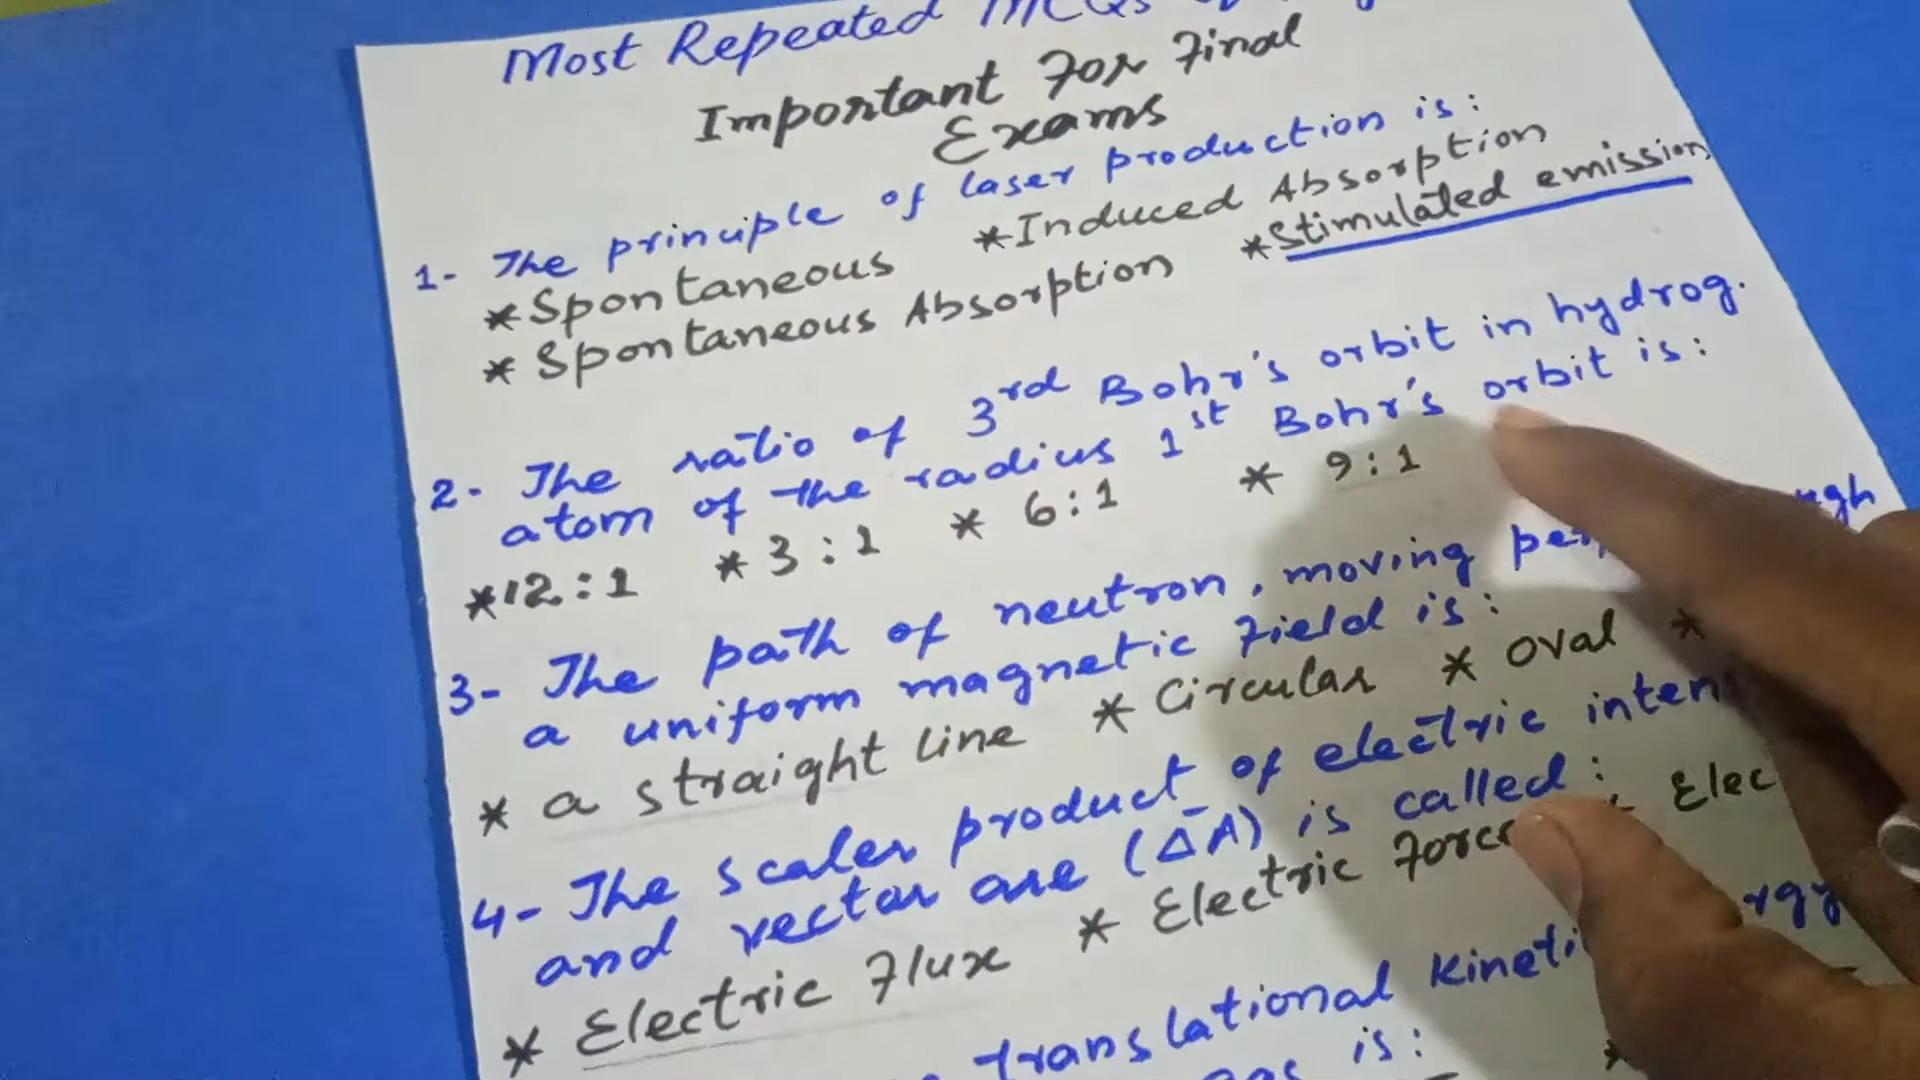 Most Repeated MCQs
Important For Final
Exams
1- The principle of laser production is:
*Spontaneous *Induced Absorption
* Spontaneous Absorption *Stimulated emission
2- The ratio of 3rd Bohr's orbit in hydrog.
atom of the radius 1st Bohr's orbit is:
*12:1 *3:1 * 6:1 * 9:1
3- The path of neutron, moving
a uniform magnetic field is:
* a straight line * Circular * oval *
4- The scaler product of electric
and vector are (ΔA) is called:
* Electric Flux * Electric Force
translational kinetic
is: